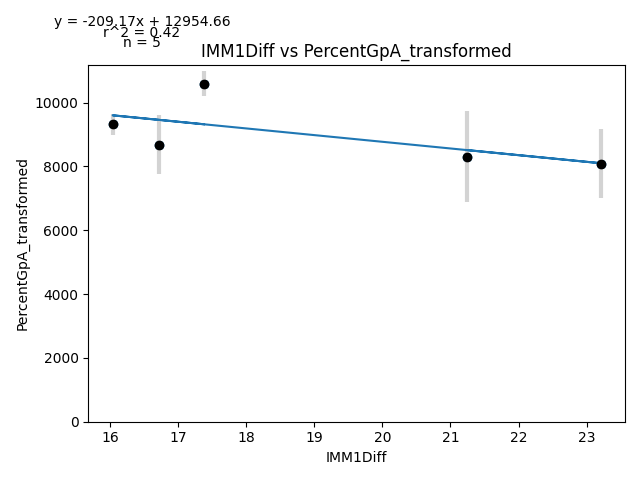 y = -209.17x + 12954.66
r^2 = 0.42
n = 5
IMM1Diff vs PercentGpA_transformed
PercentGpA_transformed
10000
8000
6000
4000
2000
0
16 17 18 19 20 21 22 23
IMM1Diff